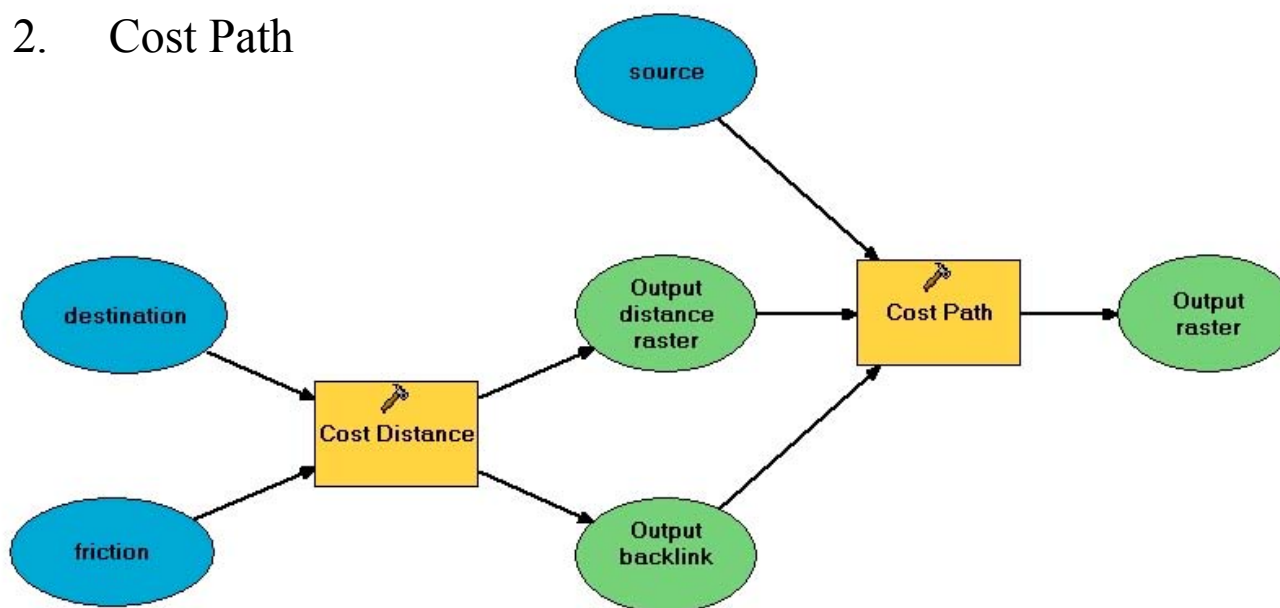 2. Cost Path
source
destination
Output
distance
raster
Cost Path
Output
raster
Cost Distance
friction
Output
backlink